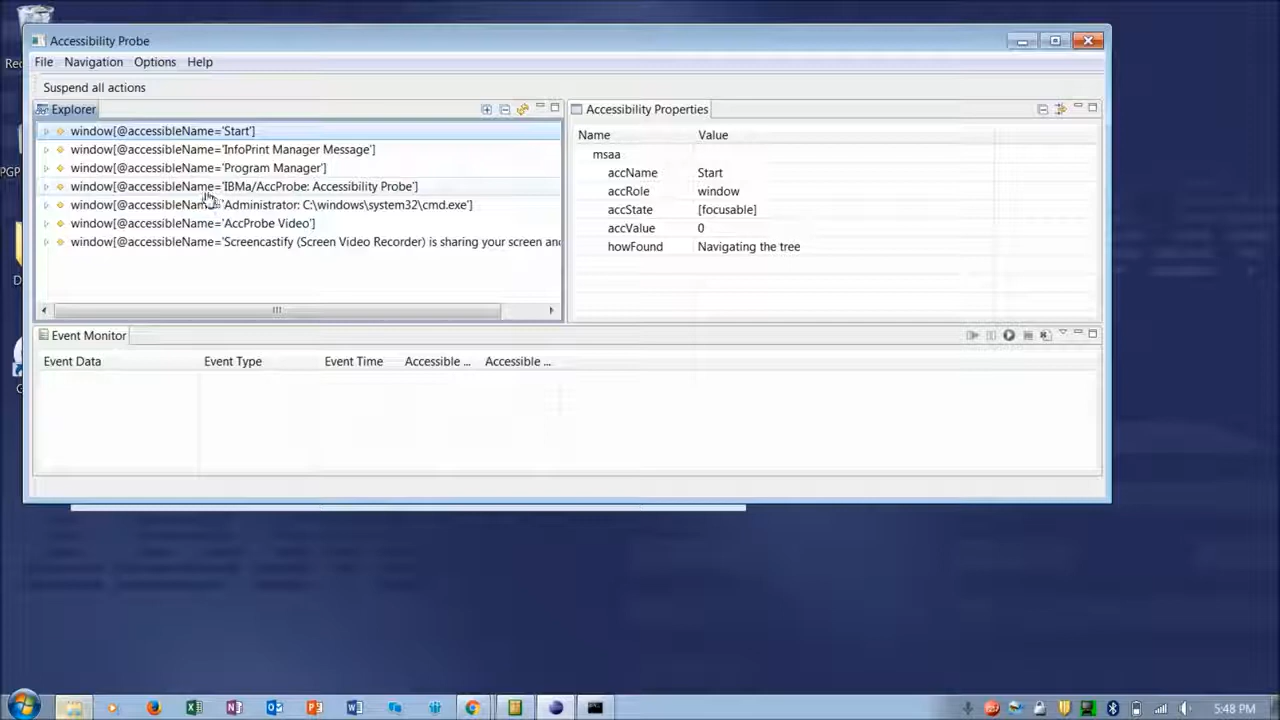 Accessibility Probe
File Navigation Options Help
Suspend all actions
Explorer
window[@accessibleName='Start']
window[@accessibleName='InfoPrint Manager Message']
window[@accessibleName='Program Manager']
window[@accessibleName='IBMa/AccProbe: Accessibility Probe']
window[@accessibleName='Administrator: C:\windows\system32\cmd.exe']
window[@accessibleName='AccProbe Video']
window[@accessibleName='Screencastify (Screen Video Recorder) is sharing your screen and
Accessibility Properties
Name Value
msaa
accName Start
accRole window
accState [focusable]
accValue 0
howFound Navigating the tree
Event Monitor
Event Data Event Type Event Time Accessible ... Accessible ...
Rec
PGP
D
5:48 PM